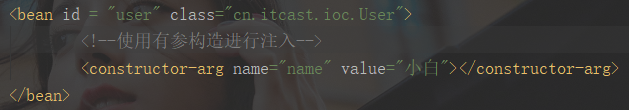 <bean id = "user" class="cn.itcast.ioc.User">
<!--使用有参构造进行注入-->
<constructor-arg name="name" value="小白"></constructor-arg>
</bean>